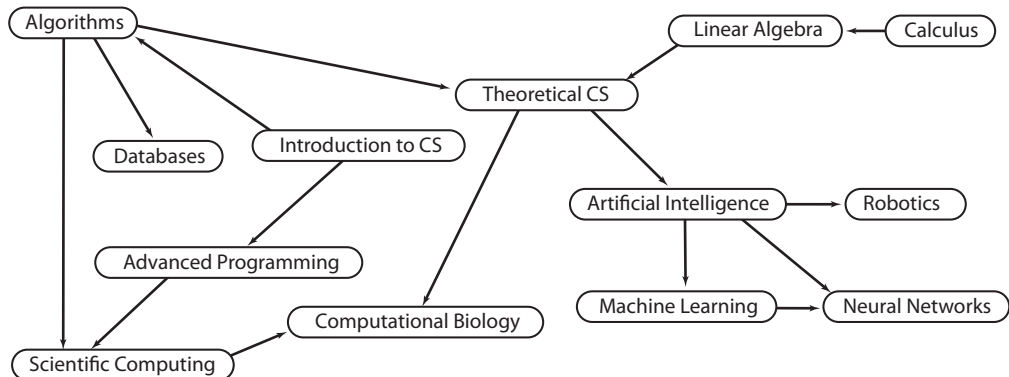 Algorithms
Linear Algebra
Calculus
Theoretical CS
Introduction to CS
Databases
Artificial Intelligence
Robotics
Advanced Programming
Machine Learning
Neural Networks
Computational Biology
Scientific Computing